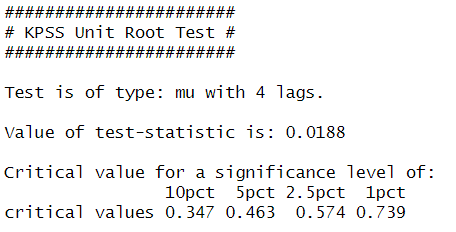 #######################
# KPSS Unit Root Test #
#######################
Test is of type: mu with 4 lags.
Value of test-statistic is: 0.0188
Critical value for a significance level of:
10pct 5pct 2.5pct 1pct
critical values 0.347 0.463 0.574 0.739